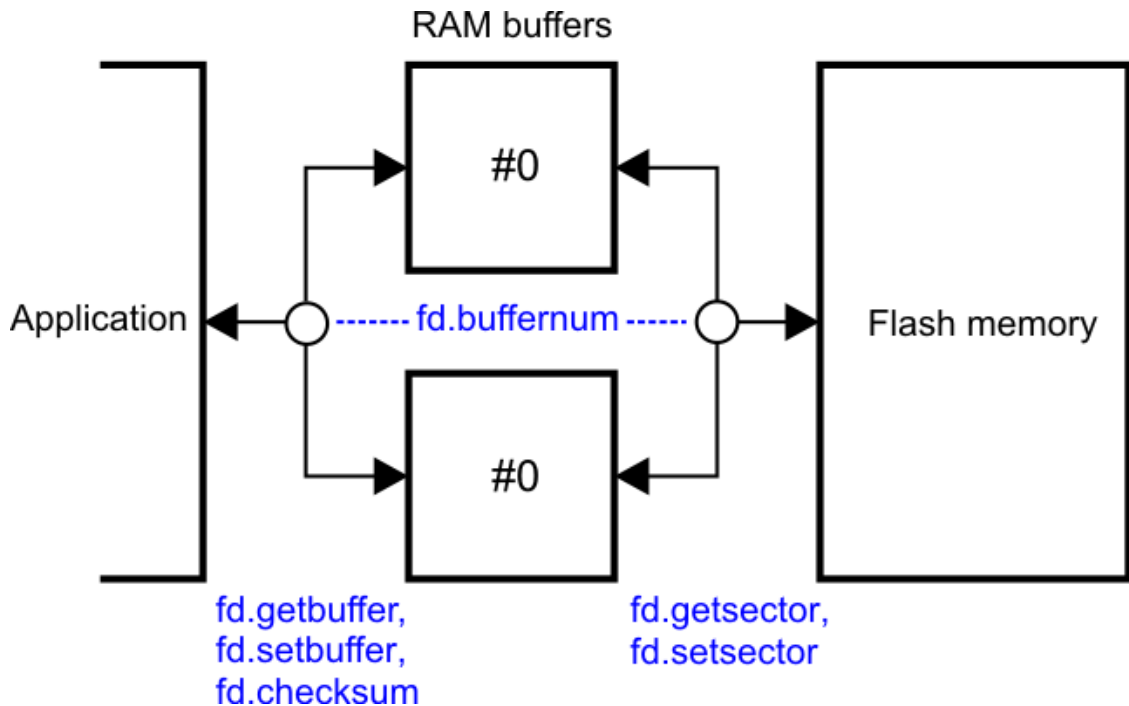 RAM buffers
#0
Application
fd.buffernum
Flash memory
#0
fd.getbuffer,
fd.setbuffer,
fd.checksum
fd.getsector,
fd.setsector